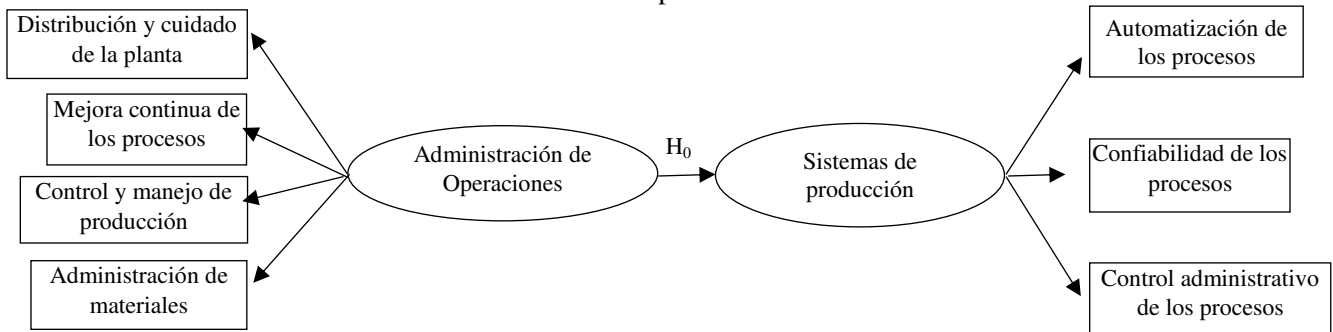 Distribución y cuidado
de la planta
Mejora continua de
los procesos
Control y manejo de
producción
Administración de
materiales
Administración de
Operaciones
H₀
Sistemas de
producción
Automatización de
los procesos
Confiabilidad de los
procesos
Control administrativo
de los procesos